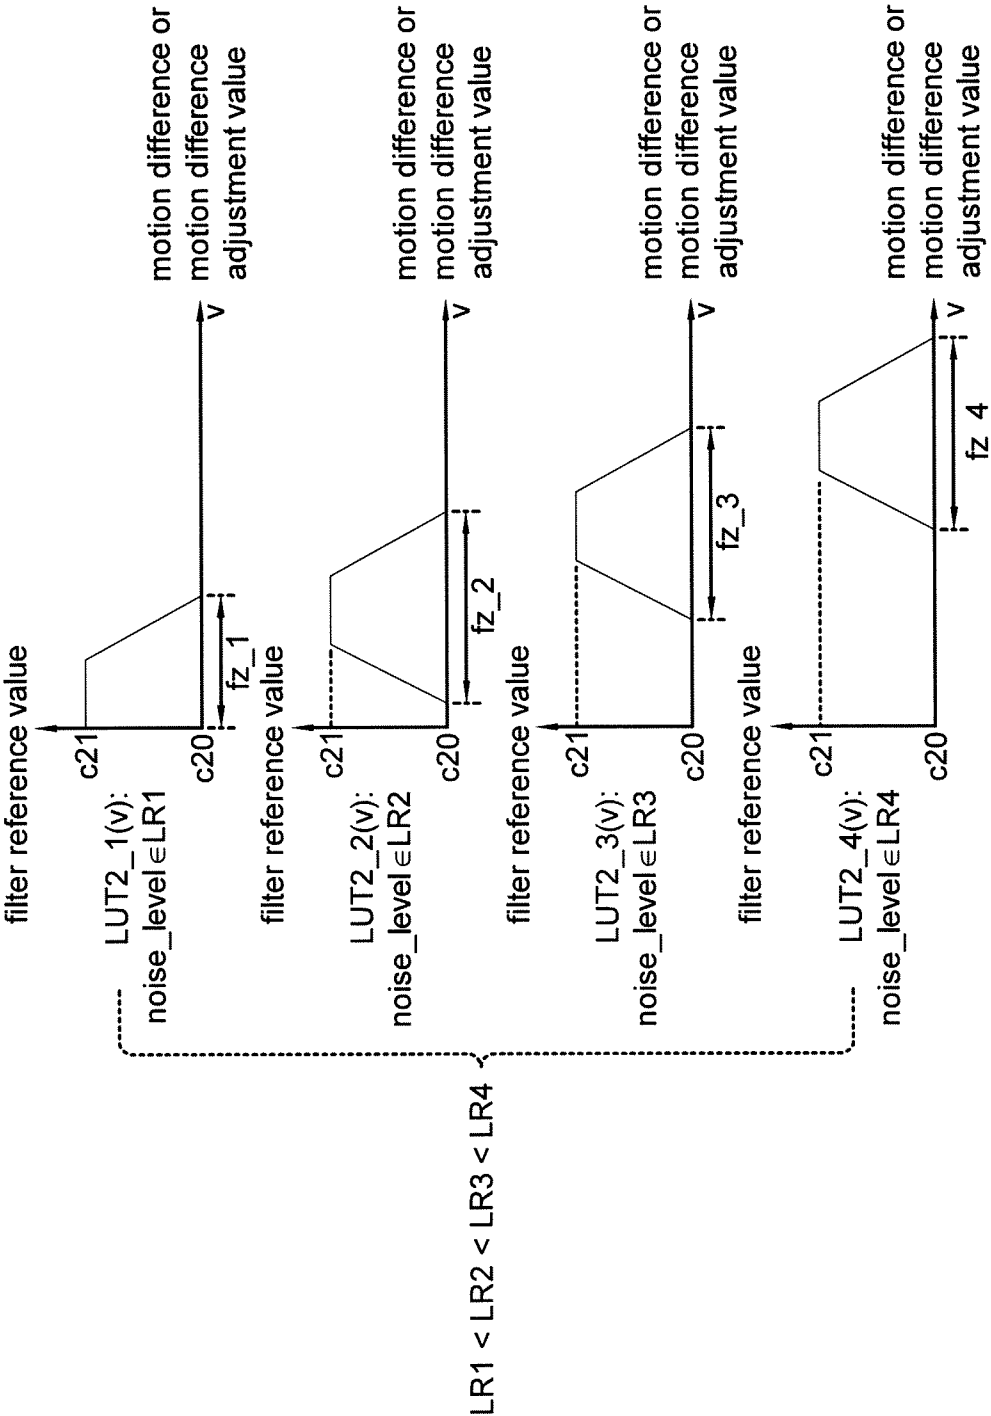 LR1 < LR2 < LR3 < LR4
filter reference value
LUT2_1(v):
noise_level∈LR1
c21
c20
fz_1
v
motion difference or
motion difference
adjustment value
filter reference value
LUT2_2(v):
noise_level∈LR2
c21
c20
fz_2
v
motion difference or
motion difference
adjustment value
filter reference value
LUT2_3(v):
noise_level∈LR3
c21
c20
fz_3
v
motion difference or
motion difference
adjustment value
filter reference value
LUT2_4(v):
noise_level∈LR4
c21
c20
fz_4
v
motion difference or
motion difference
adjustment value